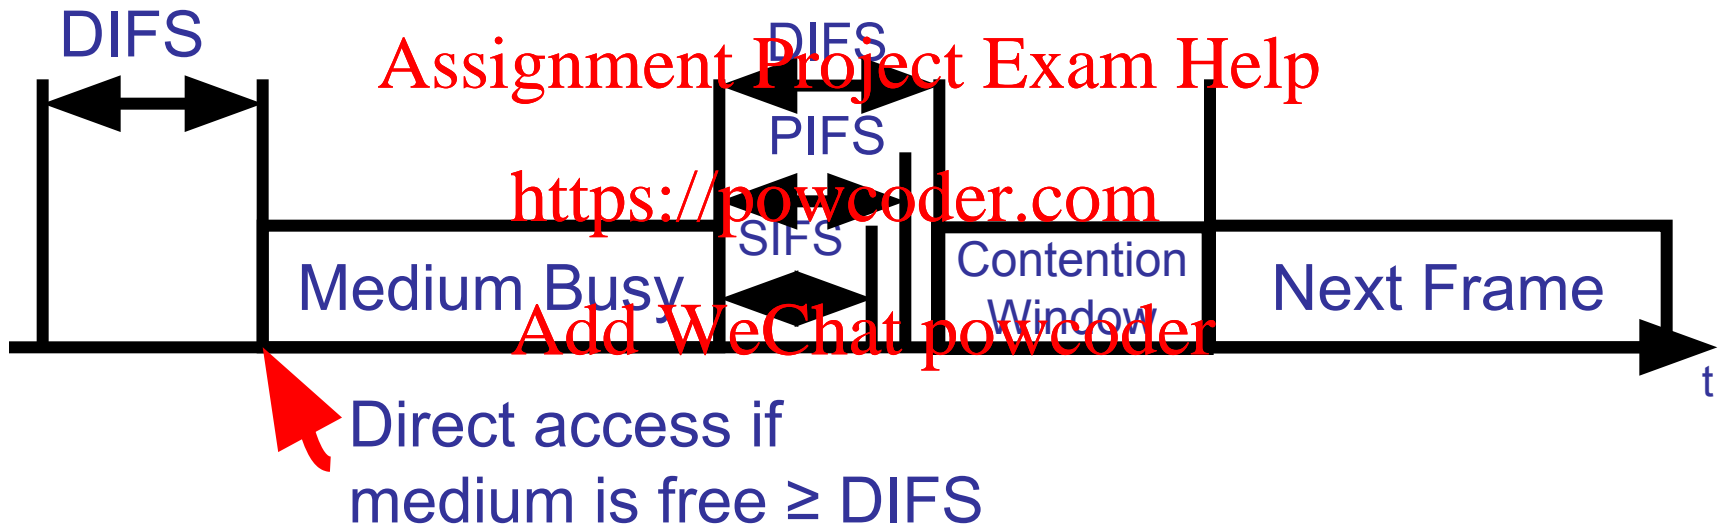 DIFS
DIFS
Assignment Project Exam Help
PIFS
https://powcoder.com
SIFS
Medium Busy
Contention
Window
Next Frame
Add WeChat powcoder
t
Direct access if
medium is free ≥ DIFS